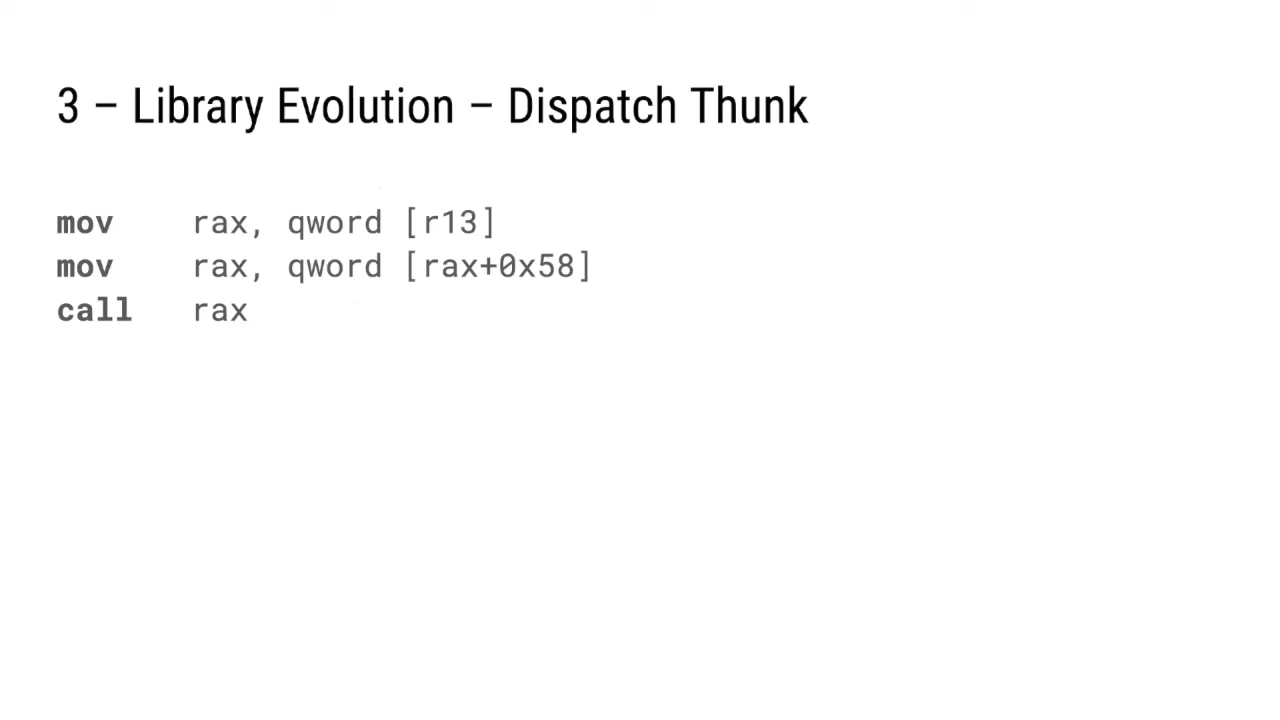 3 – Library Evolution – Dispatch Thunk
mov rax, qword [r13]
mov rax, qword [rax+0x58]
call rax